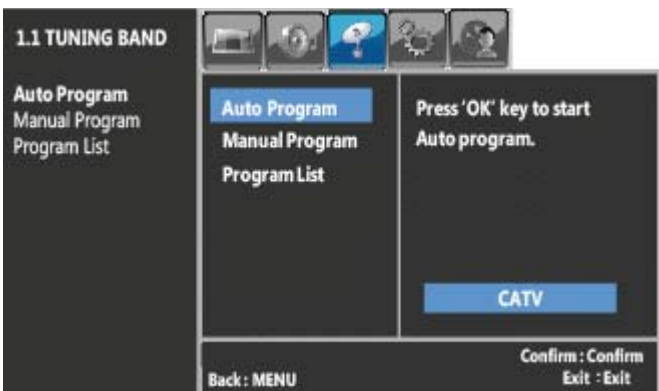 1.1 TUNING BAND
Auto Program
Manual Program
Program List
Auto Program
Manual Program
Program List
Press 'OK' key to start
Auto program.
CATV
Back : MENU
Confirm : Confirm
Exit : Exit